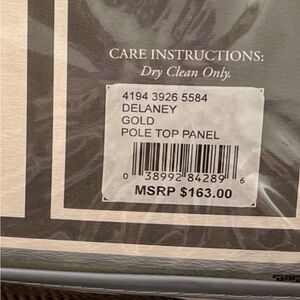 CARE INSTRUCTIONS:
Dry Clean Only.
4194 3926 5584
DELANEY
GOLD
POLE TOP PANEL
0 38992 84289 6
MSRP $163.00